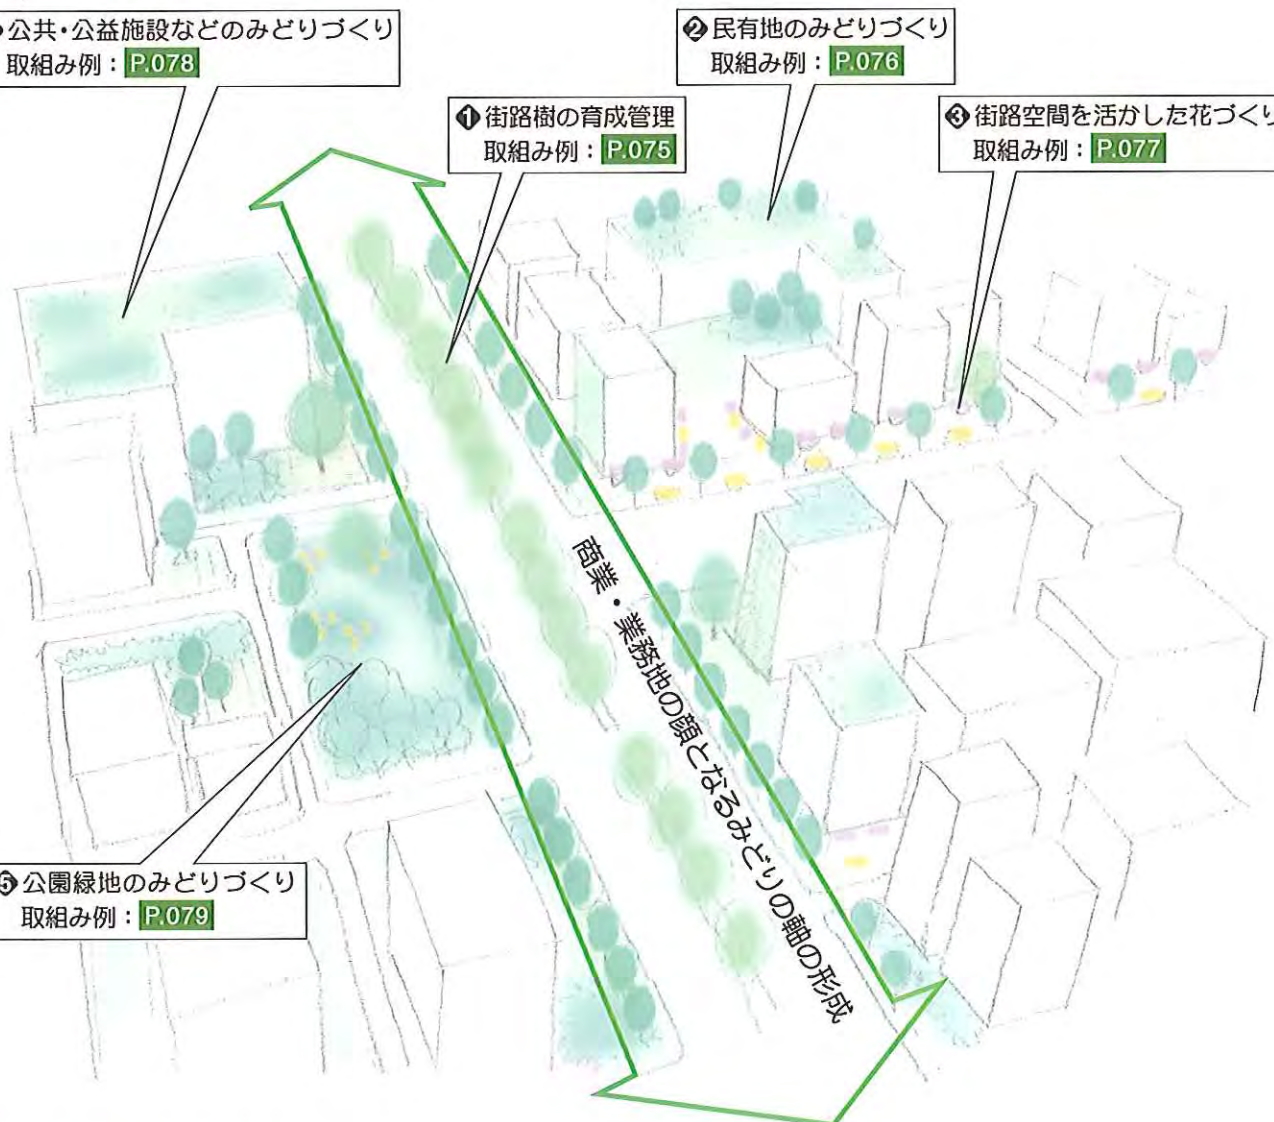 公共・公益施設などのみどりづくり
取組み例：P.078
❷民有地のみどりづくり
取組み例：P.076
❶街路樹の育成管理
取組み例：P.075
❸街路空間を活かした花づくり
取組み例：P.077
商業・業務地の顔となるみどりの軸の形成
❺公園緑地のみどりづくり
取組み例：P.079